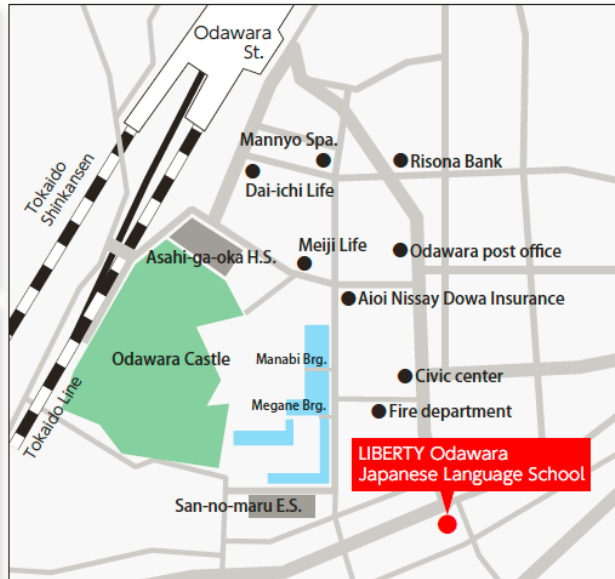 Odawara
St.
Mannyo Spa.
Risona Bank
Dai-ichi Life
Tokaido
Shinkansen
Asahi-ga-oka H.S.
Meiji Life
Odawara post office
Aioi Nissay Dowa Insurance
Odawara Castle
Manabi Brg.
Civic center
Megane Brg.
Fire department
Tokaido Line
LIBERTY Odawara
Japanese Language School
San-no-maru E.S.